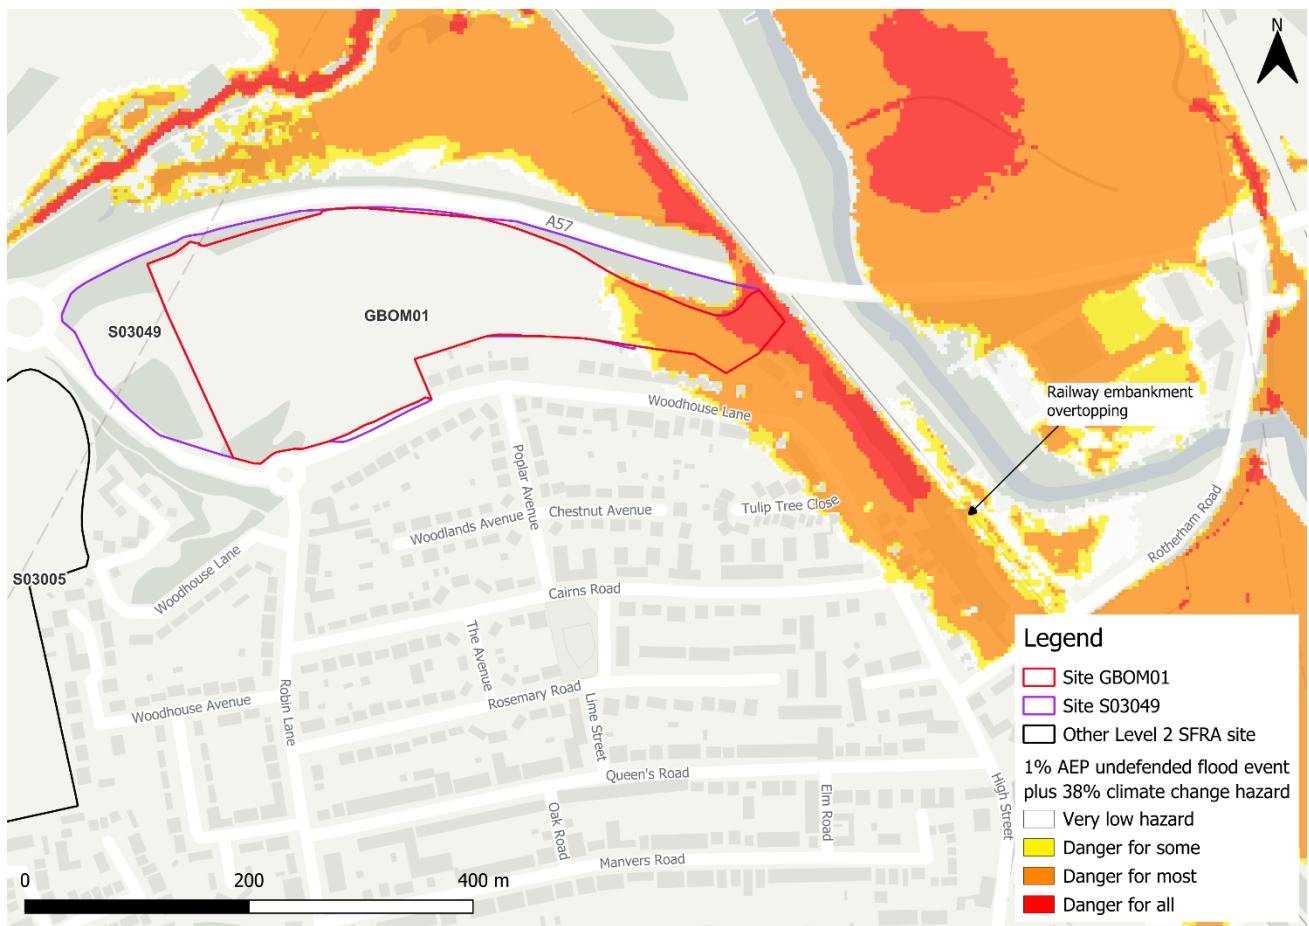 N
A57
S03049
GBOM01
Railway embankment
overtopping
Woodhouse Lane
Poplar Avenue
Tulip Tree Close
Chestnut Avenue
Woodlands Avenue
Rotherham Road
Woodhouse Lane
S03005
Cairns Road
The Avenue
Rosemary Road
Robin Lane
Woodhouse Avenue
Lime Street
Queen's Road
High Street
Elm Road
Oak Road
Manvers Road
Legend
Site GBOM01
Site S03049
Other Level 2 SFRA site
1% AEP undefended flood event
plus 38% climate change hazard
Very low hazard
Danger for some
Danger for most
Danger for all
0 200 400 m